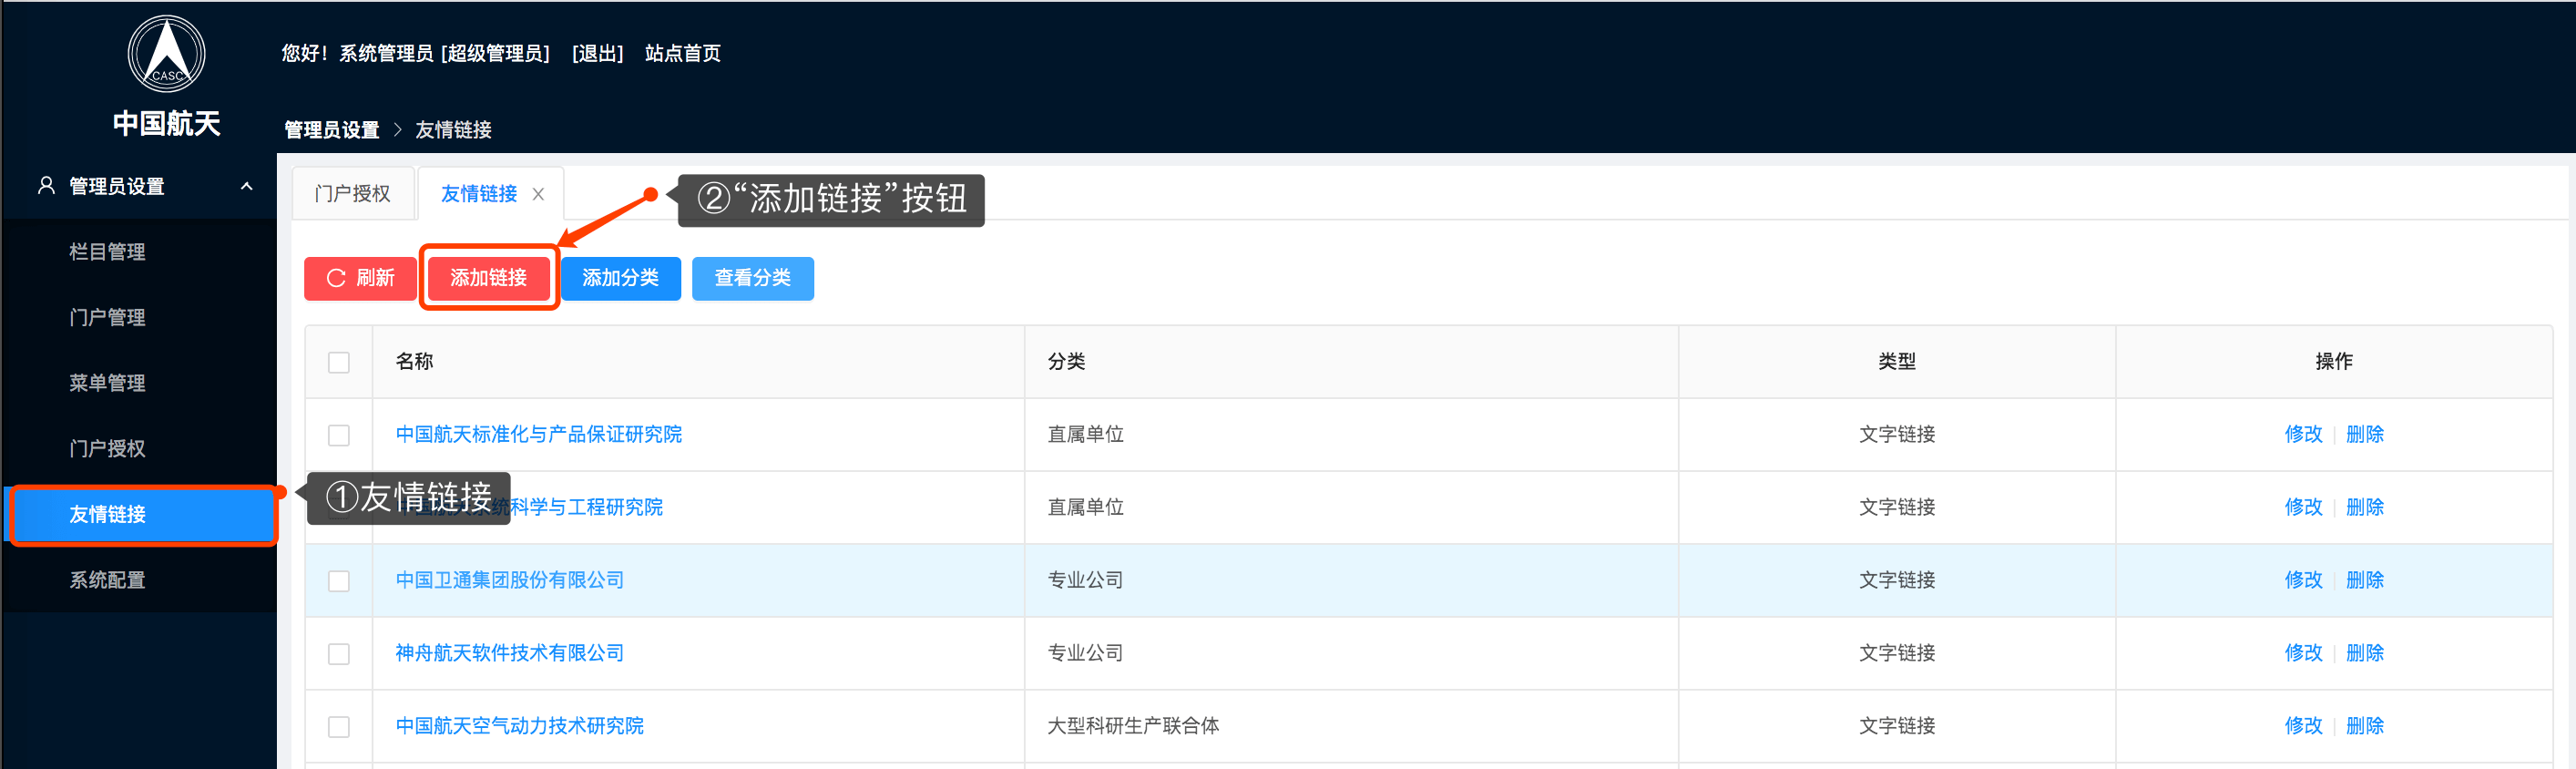 CASC
中国航天
您好！系统管理员 [超级管理员] [退出] 站点首页
管理员设置 > 友情链接
管理员设置
栏目管理
门户管理
菜单管理
门户授权
友情链接
系统配置
门户授权 友情链接
②“添加链接”按钮
刷新 添加链接 添加分类 查看分类
名称 分类 类型 操作
中国航天标准化与产品保证研究院 直属单位 文字链接 修改 删除
①友情链接
中国航天系统科学与工程研究院 直属单位 文字链接 修改 删除
中国卫通集团股份有限公司 专业公司 文字链接 修改 删除
神舟航天软件技术有限公司 专业公司 文字链接 修改 删除
中国航天空气动力技术研究院 大型科研生产联合体 文字链接 修改 删除